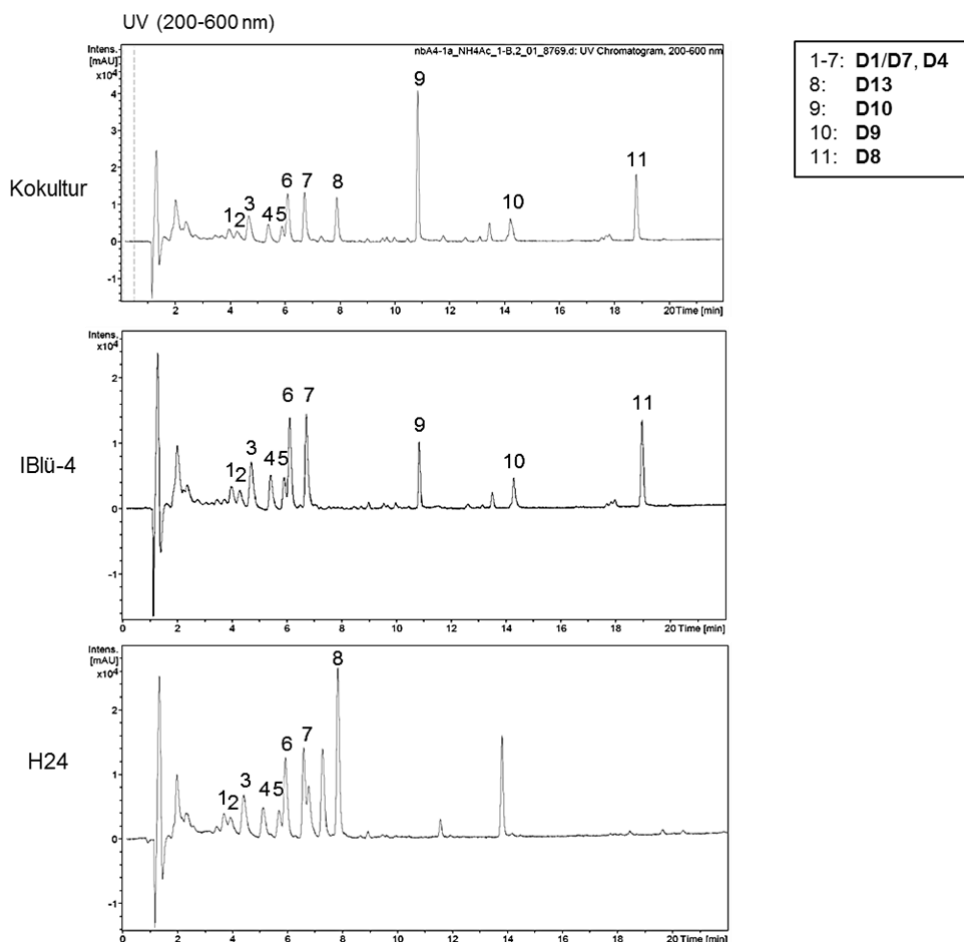 UV (200-600 nm)
Intens.
[mAU]
x10⁴
nbA4-1a_NH4Ac_1-B,2_01_8769.d: UV Chromatogram, 200-600 nm
4
3
2
1
0
-1
Kokultur
1
2
3
4
5
6
7
8
9
10
11
2 4 6 8 10 12 14 16 18 20 Time [min]
1-7: D1/D7, D4
8: D13
9: D10
10: D9
11: D8
Intens.
x10⁴
2
1
0
-1
IBlü-4
1
2
3
4
5
6
7
9
10
11
0 2 4 6 8 10 12 14 16 18 20 Time [min]
Intens.
[mAU]
x10⁴
2
1
0
-1
H24
1
2
3
4
5
6
7
8
0 2 4 6 8 10 12 14 16 18 20 Time [min]